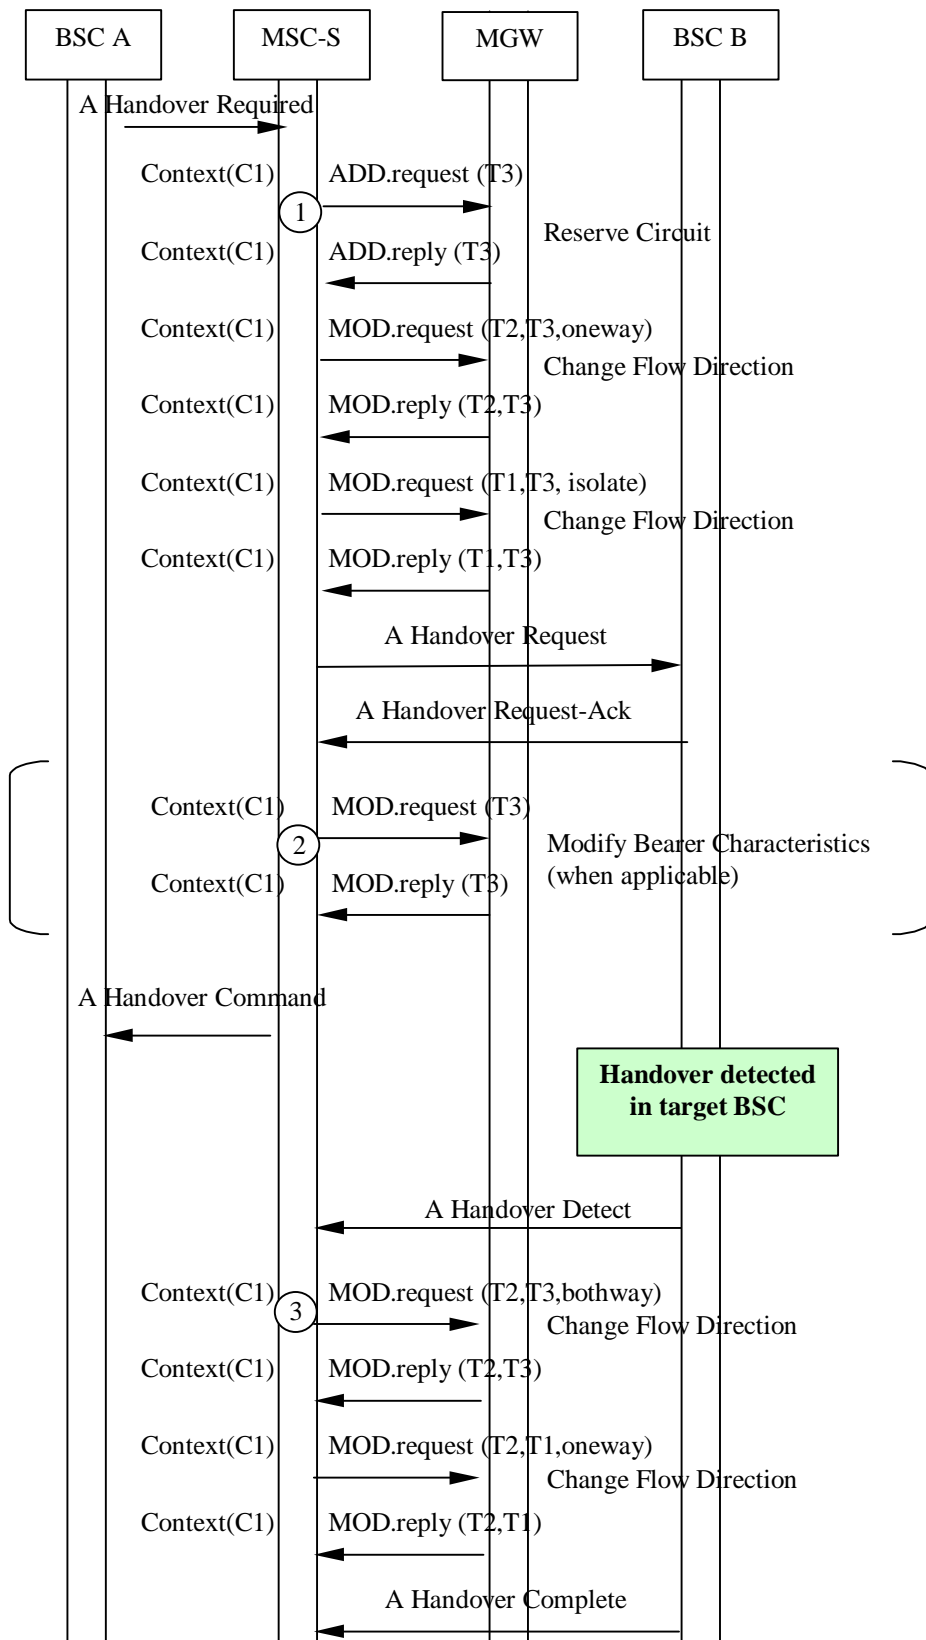 BSC A
MSC-S
MGW
BSC B
A Handover Required
Context(C1)
ADD.request (T3)
1
Reserve Circuit
Context(C1)
ADD.reply (T3)
Context(C1)
MOD.request (T2,T3,oneway)
Change Flow Direction
Context(C1)
MOD.reply (T2,T3)
Context(C1)
MOD.request (T1,T3, isolate)
Change Flow Direction
Context(C1)
MOD.reply (T1,T3)
A Handover Request
A Handover Request-Ack
Context(C1)
MOD.request (T3)
2
Modify Bearer Characteristics
(when applicable)
Context(C1)
MOD.reply (T3)
A Handover Command
Handover detected
in target BSC
A Handover Detect
Context(C1)
MOD.request (T2,T3,bothway)
3
Change Flow Direction
Context(C1)
MOD.reply (T2,T3)
Context(C1)
MOD.request (T2,T1,oneway)
Change Flow Direction
Context(C1)
MOD.reply (T2,T1)
A Handover Complete